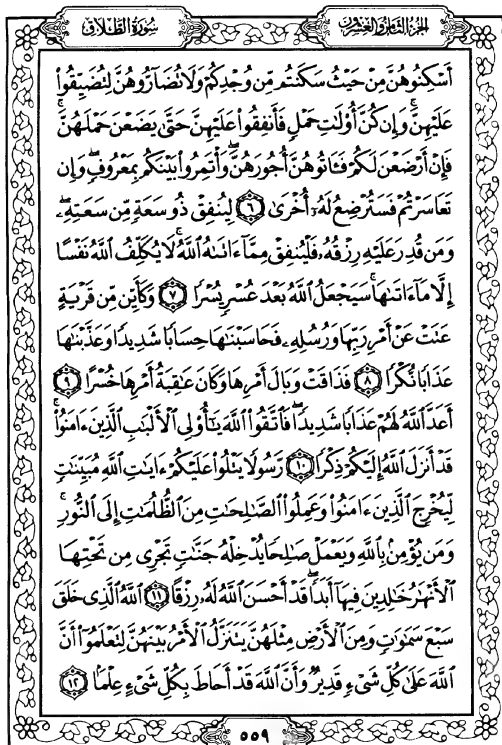 سُورَةُ الطَّلَاقِ
الجزء الثامن والعشرون
أَسْكِنُوهُنَّ مِنْ حَيْثُ سَكَنتُم مِّن وُجْدِكُمْ وَلَا تُضَآرُّوهُنَّ لِتُضَيِّقُوا۟
عَلَيْهِنَّ ۚ وَإِن كُنَّ أُو۟لَـٰتِ حَمْلٍ فَأَنفِقُوا۟ عَلَيْهِنَّ حَتَّىٰ يَضَعْنَ حَمْلَهُنَّ ۚ
فَإِنْ أَرْضَعْنَ لَكُمْ فَـَٔاتُوهُنَّ أُجُورَهُنَّ ۖ وَأْتَمِرُوا۟ بَيْنَكُم بِمَعْرُوفٍ ۖ وَإِن
تَعَاسَرْتُمْ فَسَتُرْضِعُ لَهُۥٓ أُخْرَىٰ ٦ لِيُنفِقْ ذُو سَعَةٍ مِّن سَعَتِهِۦ ۖ
وَمَن قُدِرَ عَلَيْهِ رِزْقُهُۥ فَلْيُنفِقْ مِمَّآ ءَاتَىٰهُ ٱللَّهُ ۚ لَا يُكَلِّفُ ٱللَّهُ نَفْسًا
إِلَّا مَآ ءَاتَىٰهَا ۚ سَيَجْعَلُ ٱللَّهُ بَعْدَ عُسْرٍ يُسْرًا ٧ وَكَأَيِّن مِّن قَرْيَةٍ
عَتَتْ عَنْ أَمْرِ رَبِّهَا وَرُسُلِهِۦ فَحَاسَبْنَـٰهَا حِسَابًا شَدِيدًا وَعَذَّبْنَـٰهَا
عَذَابًا نُّكْرًا ٨ فَذَاقَتْ وَبَالَ أَمْرِهَا وَكَانَ عَـٰقِبَةُ أَمْرِهَا خُسْرًا ٩
أَعَدَّ ٱللَّهُ لَهُمْ عَذَابًا شَدِيدًا ۖ فَٱتَّقُوا۟ ٱللَّهَ يَـٰٓأُو۟لِى ٱلْأَلْبَـٰبِ ٱلَّذِينَ ءَامَنُوا۟ ۚ
قَدْ أَنزَلَ ٱللَّهُ إِلَيْكُمْ ذِكْرًا ١٠ رَّسُولًا يَتْلُوا۟ عَلَيْكُمْ ءَايَـٰتِ ٱللَّهِ مُبَيِّنَـٰتٍ
لِّيُخْرِجَ ٱلَّذِينَ ءَامَنُوا۟ وَعَمِلُوا۟ ٱلصَّـٰلِحَـٰتِ مِنَ ٱلظُّلُمَـٰتِ إِلَى ٱلنُّورِ ۚ
وَمَن يُؤْمِنۢ بِٱللَّهِ وَيَعْمَلْ صَـٰلِحًا يُدْخِلْهُ جَنَّـٰتٍ تَجْرِى مِن تَحْتِهَا
ٱلْأَنْهَـٰرُ خَـٰلِدِينَ فِيهَآ أَبَدًا ۖ قَدْ أَحْسَنَ ٱللَّهُ لَهُۥ رِزْقًا ١١ ٱللَّهُ ٱلَّذِى خَلَقَ
سَبْعَ سَمَـٰوَٰتٍ وَمِنَ ٱلْأَرْضِ مِثْلَهُنَّ يَتَنَزَّلُ ٱلْأَمْرُ بَيْنَهُنَّ لِتَعْلَمُوٓا۟ أَنَّ
ٱللَّهَ عَلَىٰ كُلِّ شَىْءٍ قَدِيرٌ وَأَنَّ ٱللَّهَ قَدْ أَحَاطَ بِكُلِّ شَىْءٍ عِلْمًۢا ١٢
٥٥٩